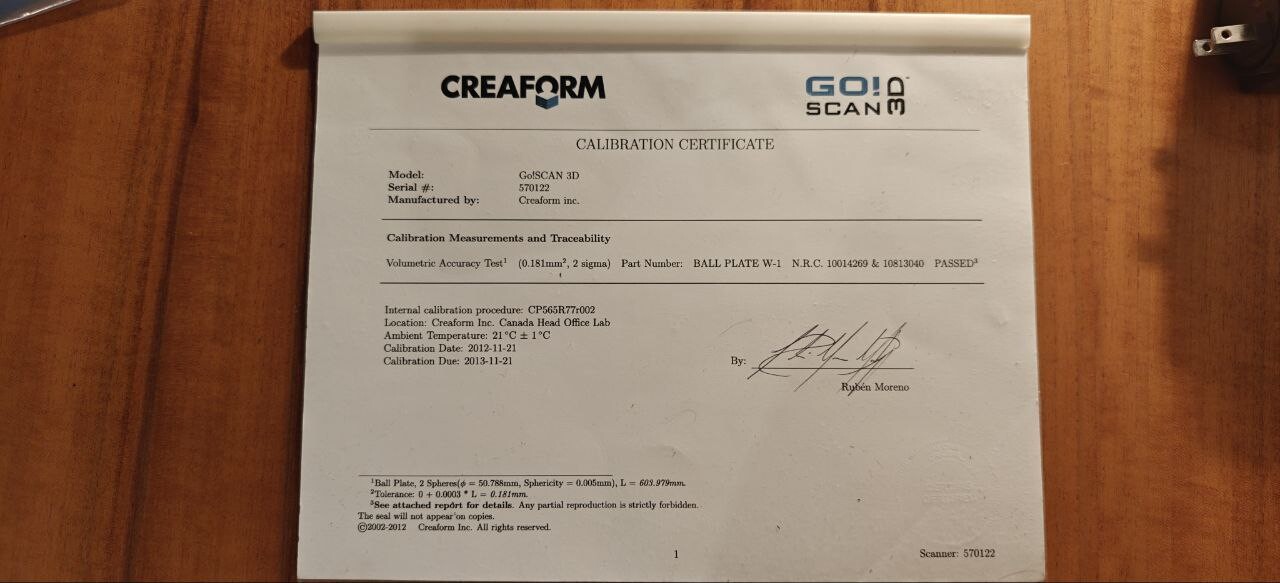 CREAFORM
GO!
SCAN 3D™
CALIBRATION CERTIFICATE
Model: Go!SCAN 3D
Serial #: 570122
Manufactured by: Creaform inc.
Calibration Measurements and Traceability
Volumetric Accuracy Test¹ (0.181mm², 2 sigma) Part Number: BALL PLATE W-1 N.R.C. 10014269 & 10813040 PASSED³
Internal calibration procedure: CP565R77r002
Location: Creaform Inc. Canada Head Office Lab
Ambient Temperature: 21°C ± 1°C
Calibration Date: 2012-11-21
Calibration Due: 2013-11-21
By:
Rubén Moreno
¹Ball Plate, 2 Spheres(ϕ = 50.788mm, Sphericity = 0.005mm), L = 603.979mm.
²Tolerance: 0 + 0.0003 * L = 0.181mm.
³See attached report for details. Any partial reproduction is strictly forbidden.
The seal will not appear on copies.
©2002-2012 Creaform Inc. All rights reserved.
1
Scanner: 570122